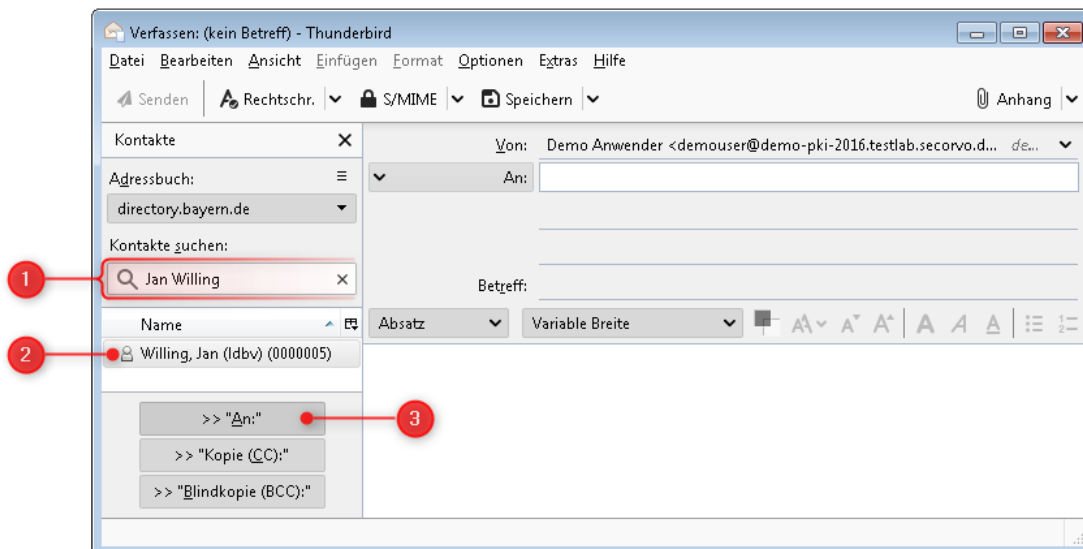 Verfassen: (kein Betreff) - Thunderbird
Datei Bearbeiten Ansicht Einfügen Format Optionen Extras Hilfe
Senden Rechtschr. S/MIME Speichern Anhang
Kontakte
Von: Demo Anwender <demouser@demo-pki-2016.testlab.secorvo.d... de...
Adressbuch:
An:
directory.bayern.de
Kontakte suchen:
1
Jan Willing
Betreff:
Name
Absatz Variable Breite
2
Willing, Jan (ldbv) (0000005)
>> "An:"
3
>> "Kopie (CC):"
>> "Blindkopie (BCC):"